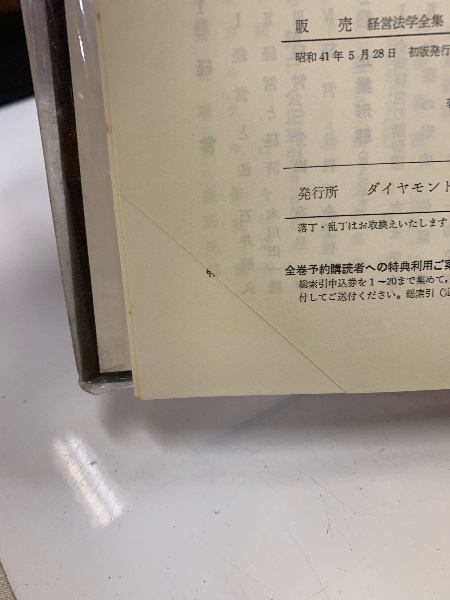 販売 経営法学全集
昭和41年5月28日 初版発行
発行所 ダイヤモンド
落丁・乱丁はお取換えいたします
全巻予約購読者への特典利用ご案
総索引申込券を1〜20まで集めて,
付してご送付ください。総索引